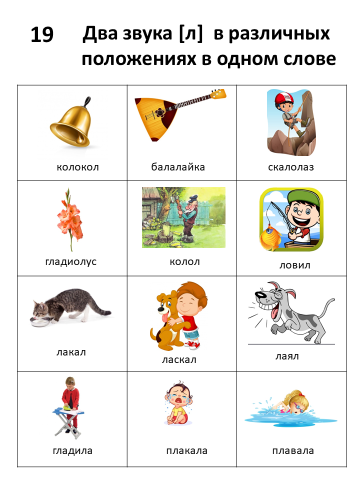 19
Два звука [л] в различных
положениях в одном слове
колокол
балалайка
скалолаз
гладиолус
колол
ловил
лакал
ласкал
лаял
гладила
плакала
плавала